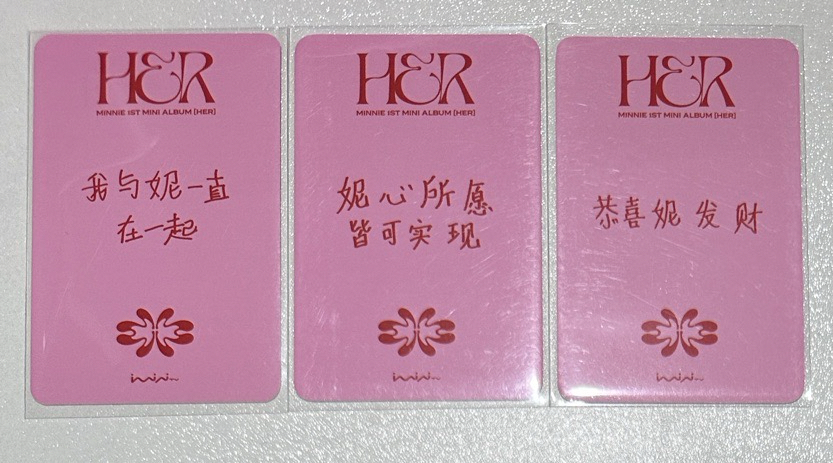 HER
MINNIE 1ST MINI ALBUM [HER]
我与妮一直
在一起
HER
MINNIE 1ST MINI ALBUM [HER]
妮心所愿
皆可实现
HER
MINNIE 1ST MINI ALBUM [HER]
恭喜妮发财